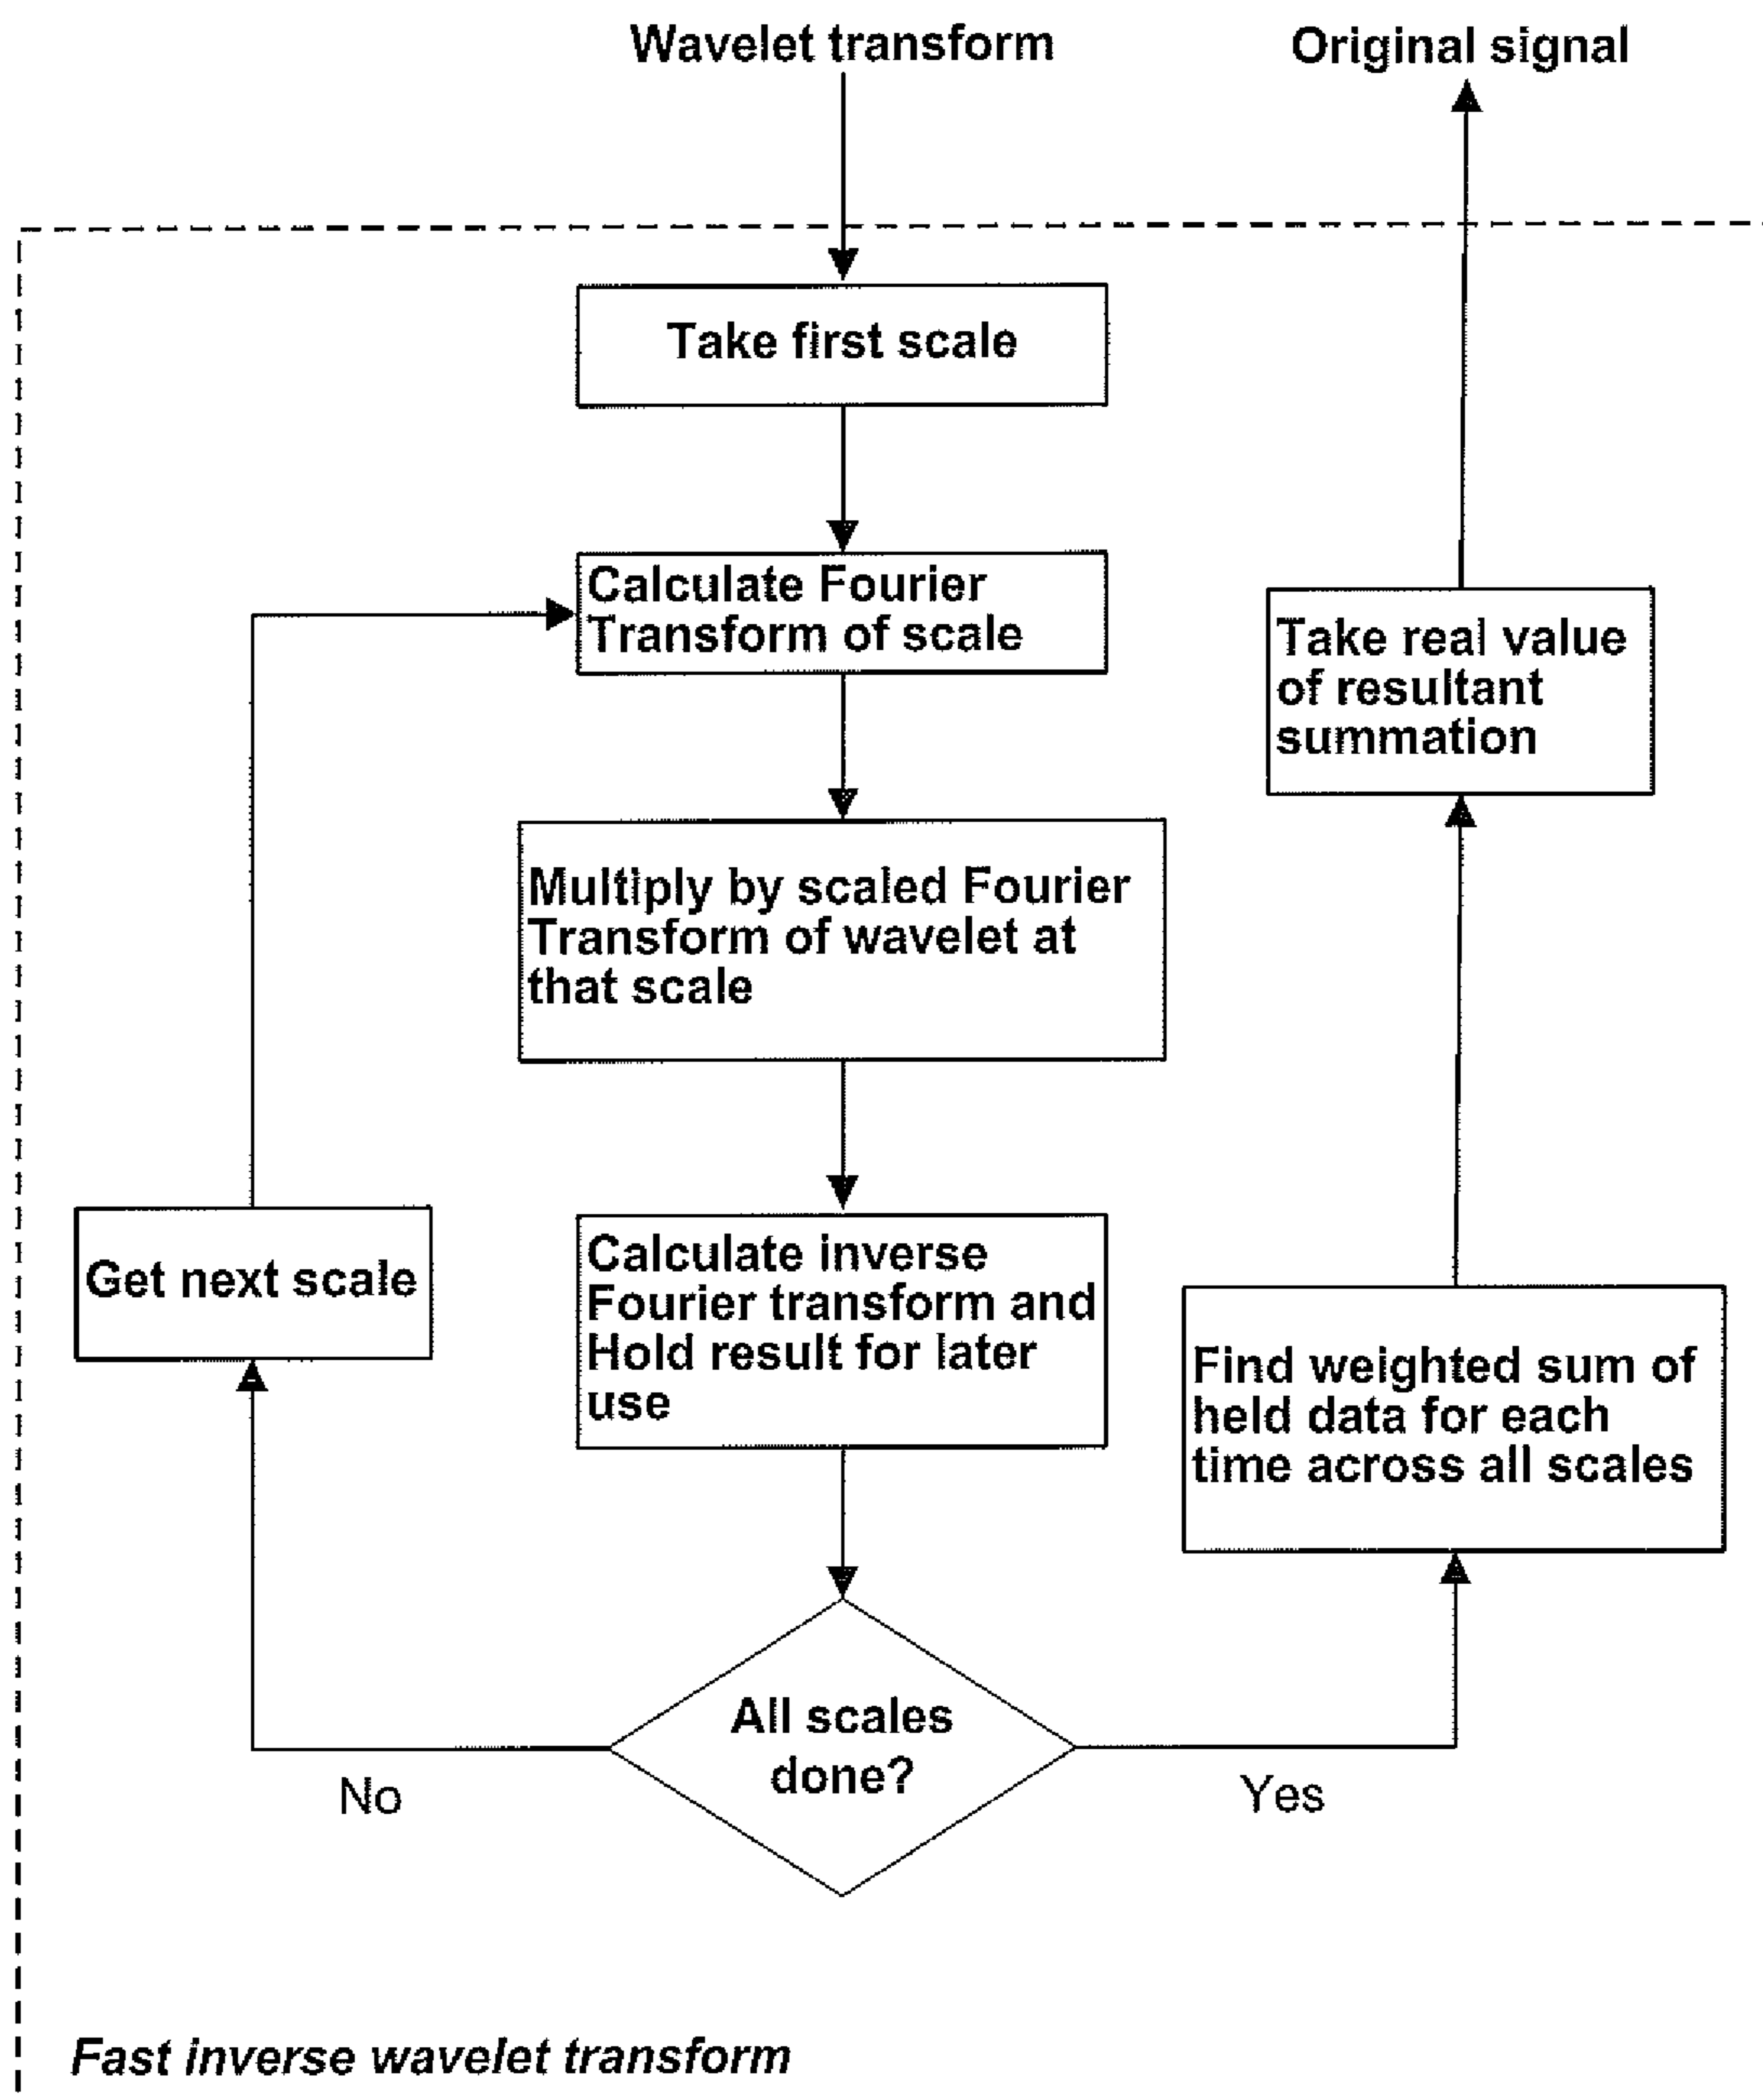 Wavelet transform
Original signal
Take first scale
Calculate Fourier
Transform of scale
Take real value
of resultant
summation
Multiply by scaled Fourier
Transform of wavelet at
that scale
Get next scale
Calculate inverse
Fourier transform and
Hold result for later
use
Find weighted sum of
held data for each
time across all scales
All scales
done?
No
Yes
Fast inverse wavelet transform